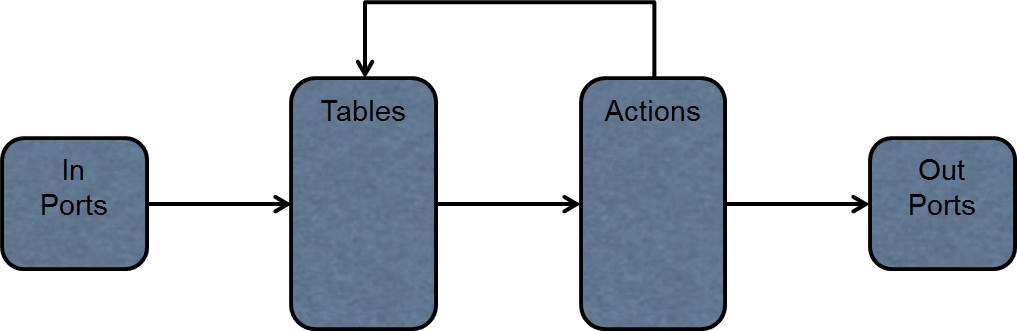 Tables
Actions
In
Ports
Out
Ports